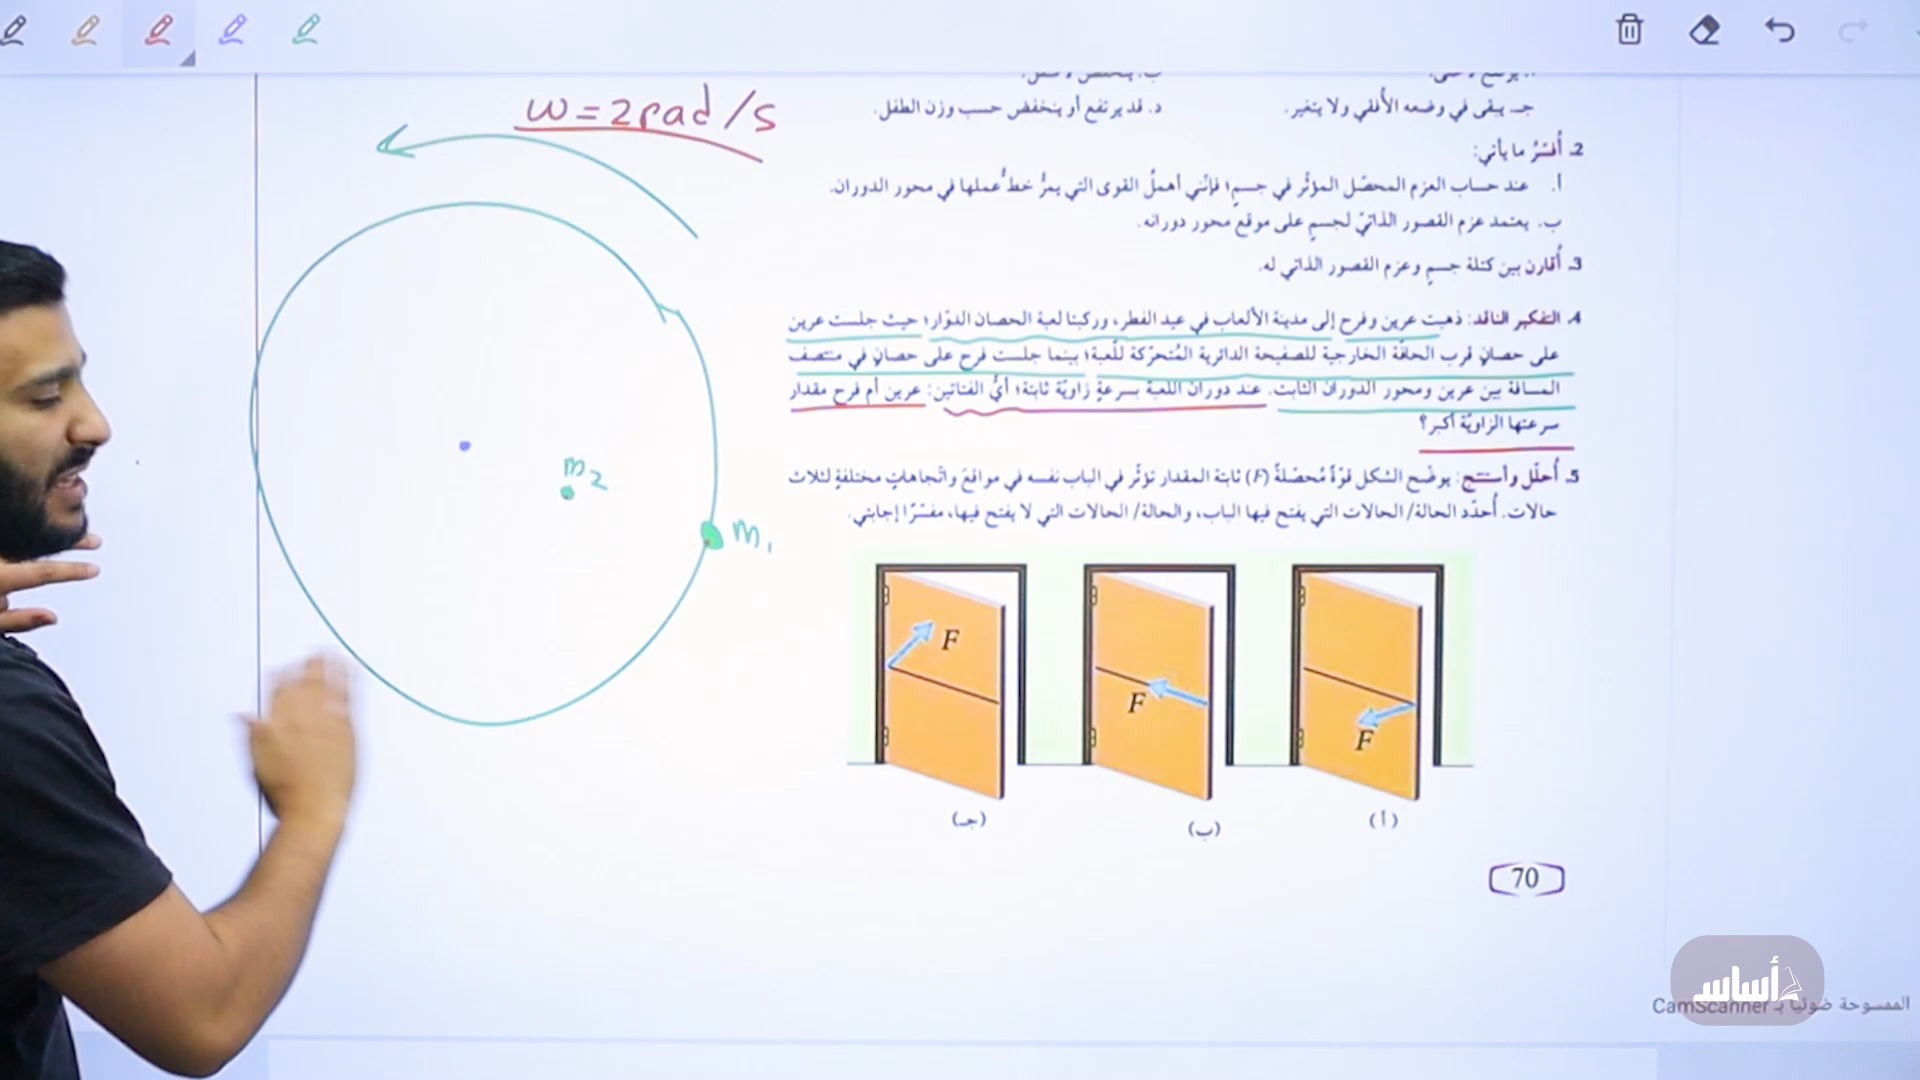 ω = 2 rad/s
جـ. يبقى في وضعه الأفقي ولا يتغير.
د. قد يرتفع أو ينخفض حسب وزن الطفل.
2. أُفسّرُ ما يأتي:
أ. عند حساب العزم المحصّل المؤثّر في جسمٍ؛ فإنّني أهملُ القوى التي يمرُّ خطُّ عملها في محور الدوران.
ب. يعتمد عزم القصور الذاتيّ لجسمٍ على موقع محور دورانه.
3. أُقارن بين كتلة جسمٍ وعزم القصور الذاتي له.
4. التفكير الناقد: ذهبت عرين وفرح إلى مدينة الألعاب في عيد الفطر، وركبتا لعبة الحصان الدوّار؛ حيث جلست عرين
على حصانٍ قرب الحافّة الخارجية للصفيحة الدائرية المُتحرّكة للّعبة؛ بينما جلست فرح على حصانٍ في منتصف
المسافة بين عرين ومحور الدوران الثابت. عند دوران اللعبة بسرعةٍ زاويّة ثابتة؛ أيُّ الفتاتين: عرين أم فرح مقدار
سرعتها الزاويّة أكبر؟
5. أُحلّل وأستنتج: يوضّح الشكل قوّةً مُحصّلةً (F) ثابتة المقدار تؤثّر في الباب نفسه في مواقعَ واتّجاهاتٍ مختلفةٍ لثلاث
حالات. أُحدّد الحالة/ الحالات التي يفتح فيها الباب، والحالة/ الحالات التي لا يفتح فيها، مفسّرًا إجابتي.
m2
m1
F
F
F
(أ)
(ب)
(جـ)
70
أساس
الممسوحة ضوئيا بـ CamScanner